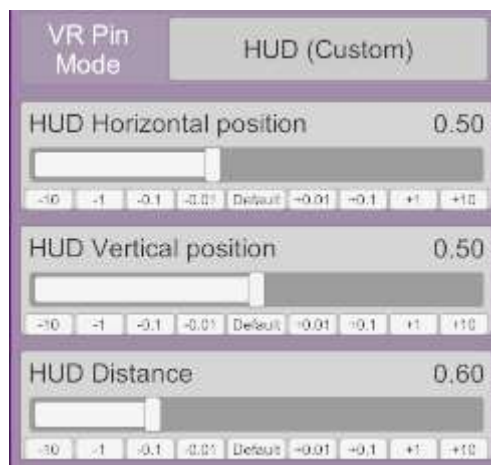 VR Pin Mode
HUD (Custom)
HUD Horizontal position 0.50
-10 -1 -0.1 -0.01 Default +0.01 +0.1 +1 +10
HUD Vertical position 0.50
-10 -1 -0.1 -0.01 Default +0.01 +0.1 +1 +10
HUD Distance 0.60
-10 -1 -0.1 -0.01 Default +0.01 +0.1 +1 +10